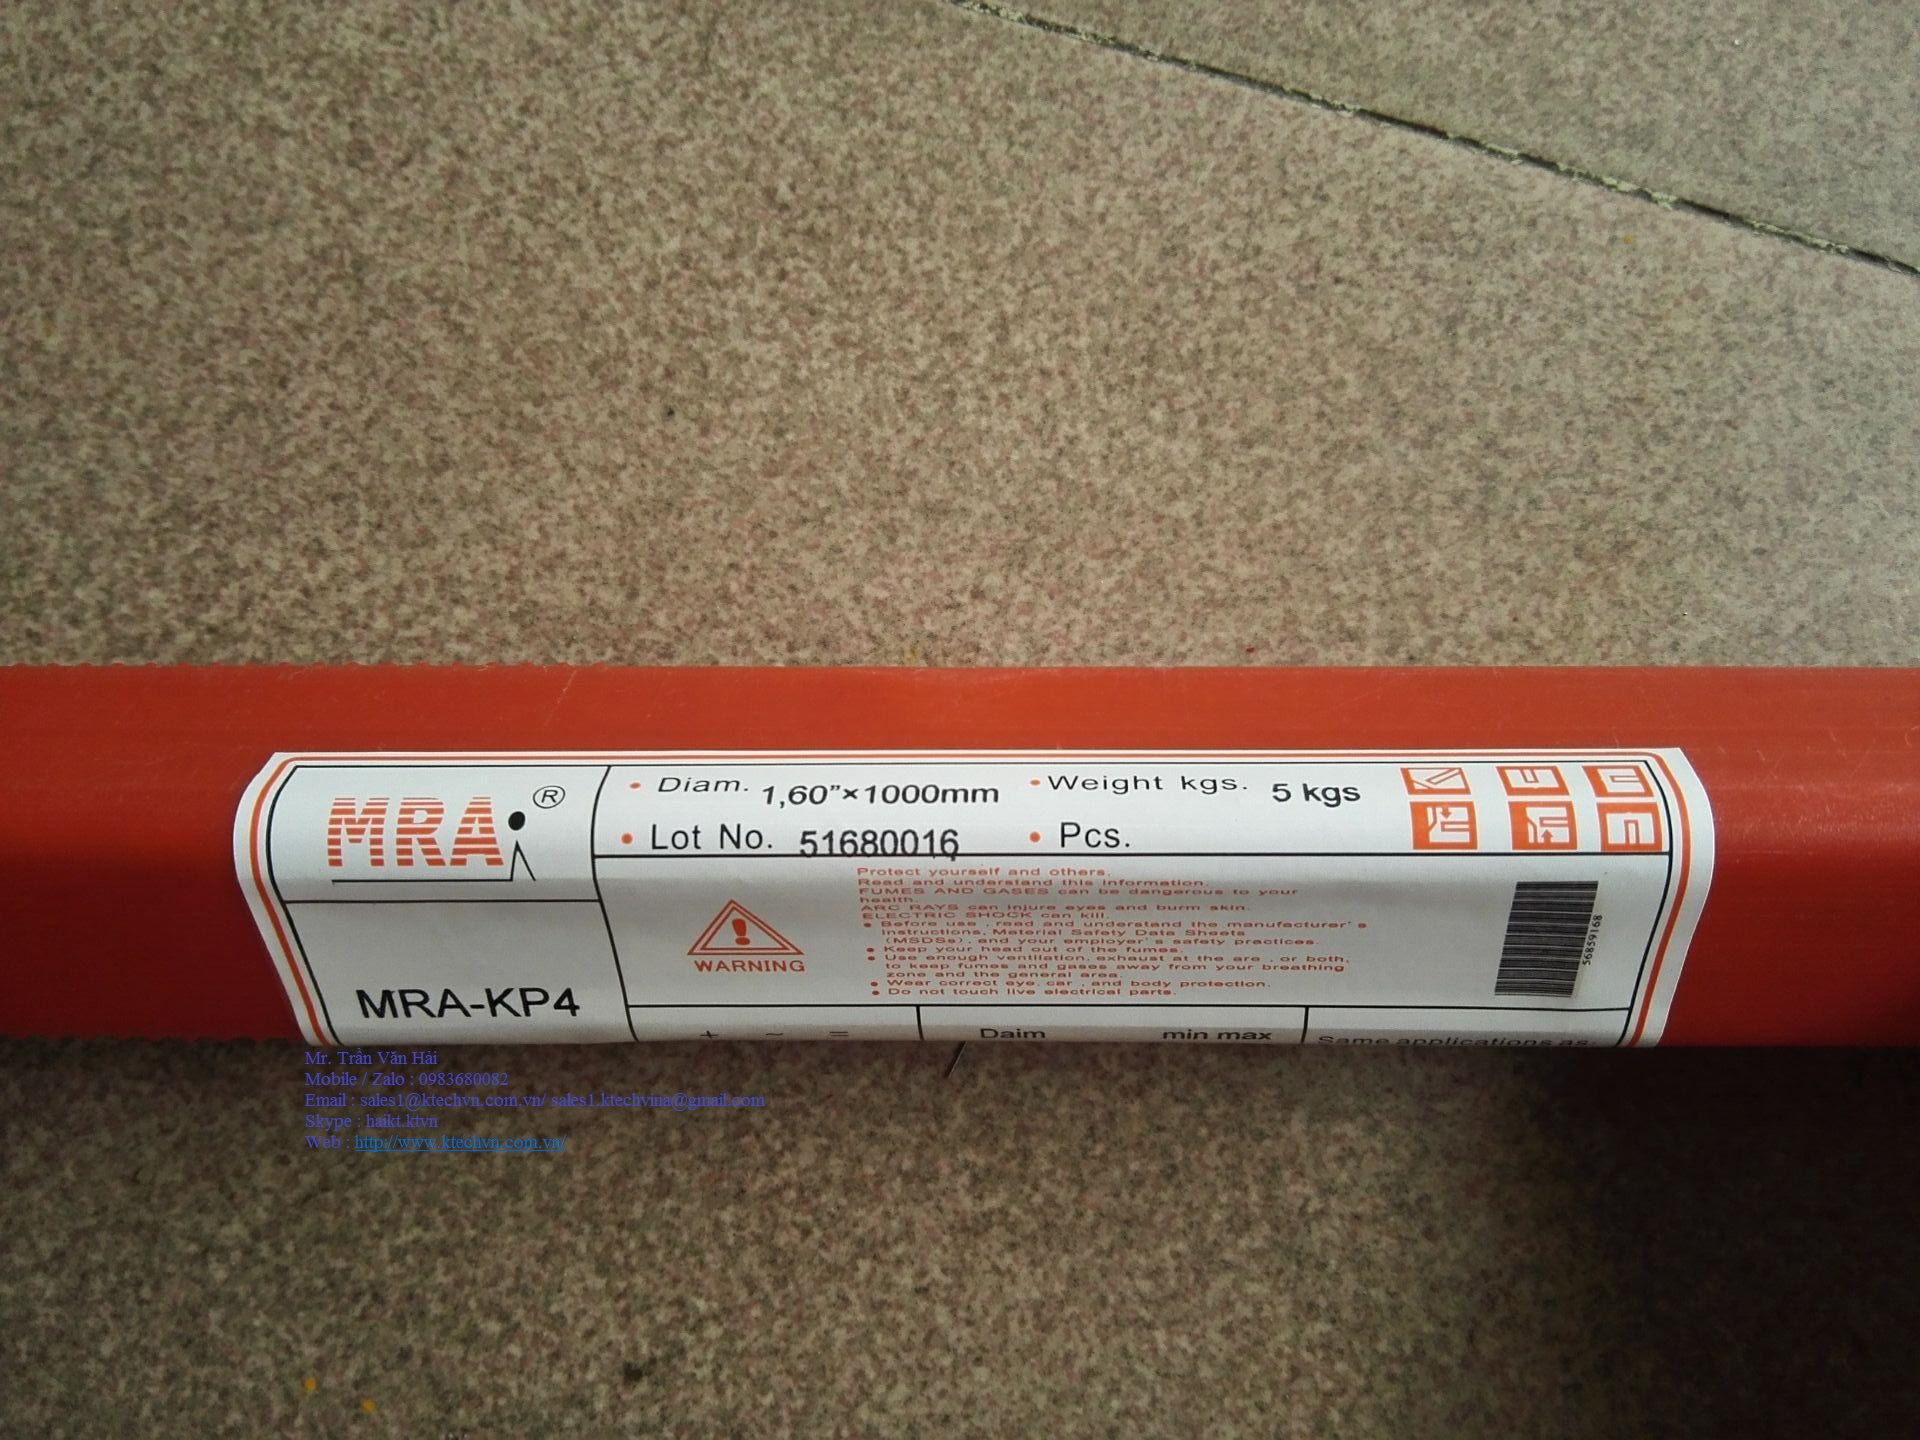 MRA ®
• Diam. 1,60”×1000mm • Weight kgs. 5 kgs
• Lot No. 51680016 • Pcs.
Protect yourself and others.
Read and understand this information.
FUMES AND GASES can be dangerous to your
health.
ARC RAYS can injure eyes and burm skin.
ELECTRIC SHOCK can kill.
• Before use , read and understand the manufacturer's
instructions, Material Safety Data Sheets
(MSDSs), and your employer's safety practices.
• Keep your head out of the fumes.
• Use enough ventilation, exhaust at the are , or both,
to keep fumes and gases away from your breathing
zone and the general area.
• Wear correct eye, car , and body protection.
• Do not touch live electrical parts.
WARNING
56859168
MRA-KP4
+ ~ =
Daim min max
Same applications as:
Mr. Trần Văn Hải
Mobile / Zalo : 0983680082
Email : sales1@ktechvn.com.vn/ sales1.ktechvina@gmail.com
Skype : haikt.ktvn
Web : http://www.ktechvn.com.vn/